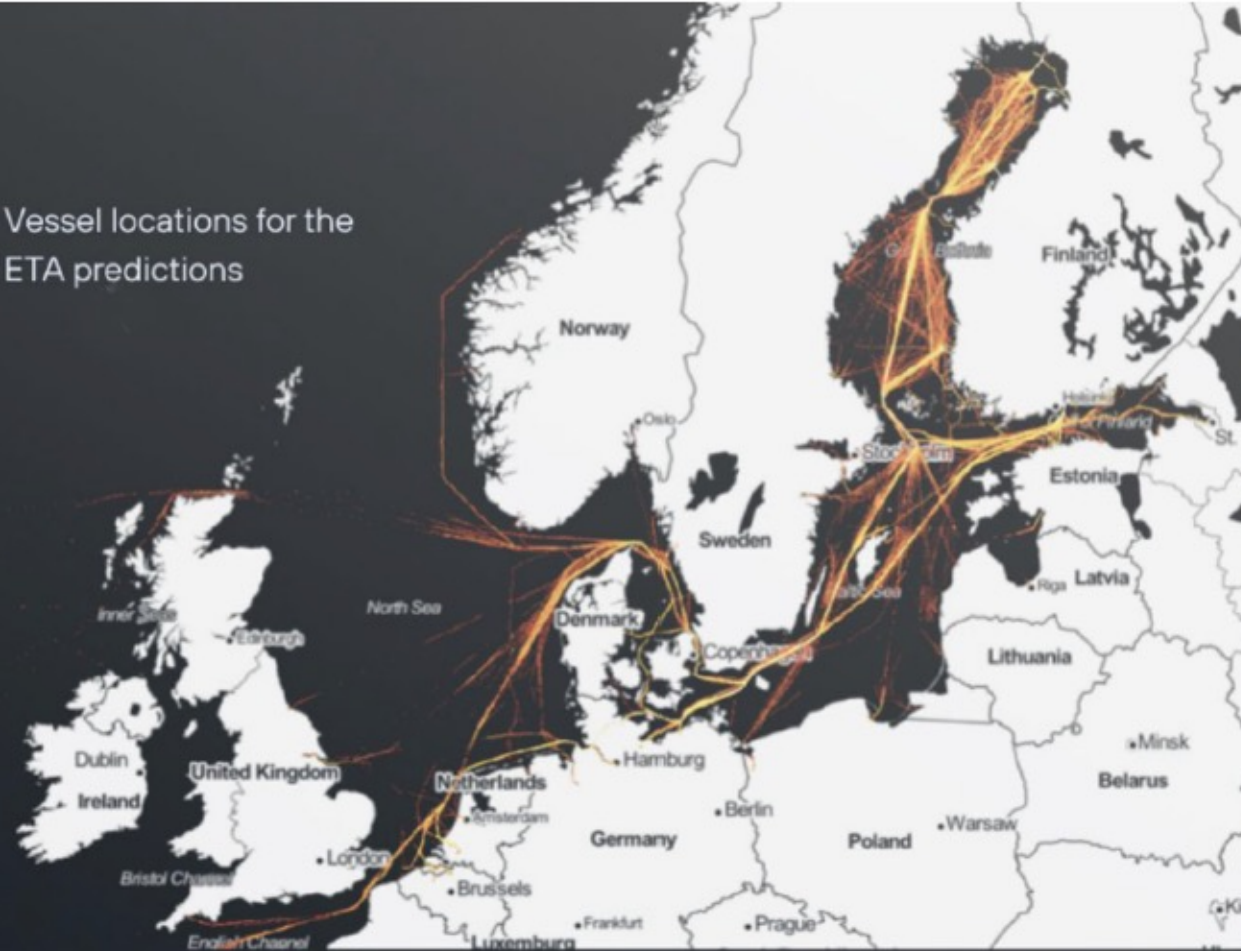 Vessel locations for the
ETA predictions
Finland
Norway
Oslo
Helsinki
Stockholm
St.
Estonia
Sweden
Riga
Latvia
North Sea
Denmark
Edinburgh
Copenhagen
Lithuania
Minsk
Dublin
United Kingdom
Hamburg
Netherlands
Belarus
Ireland
Berlin
Amsterdam
Germany
Poland
Warsaw
London
Bristol Channel
Brussels
Frankfurt
Prague
English Channel
Luxemburg